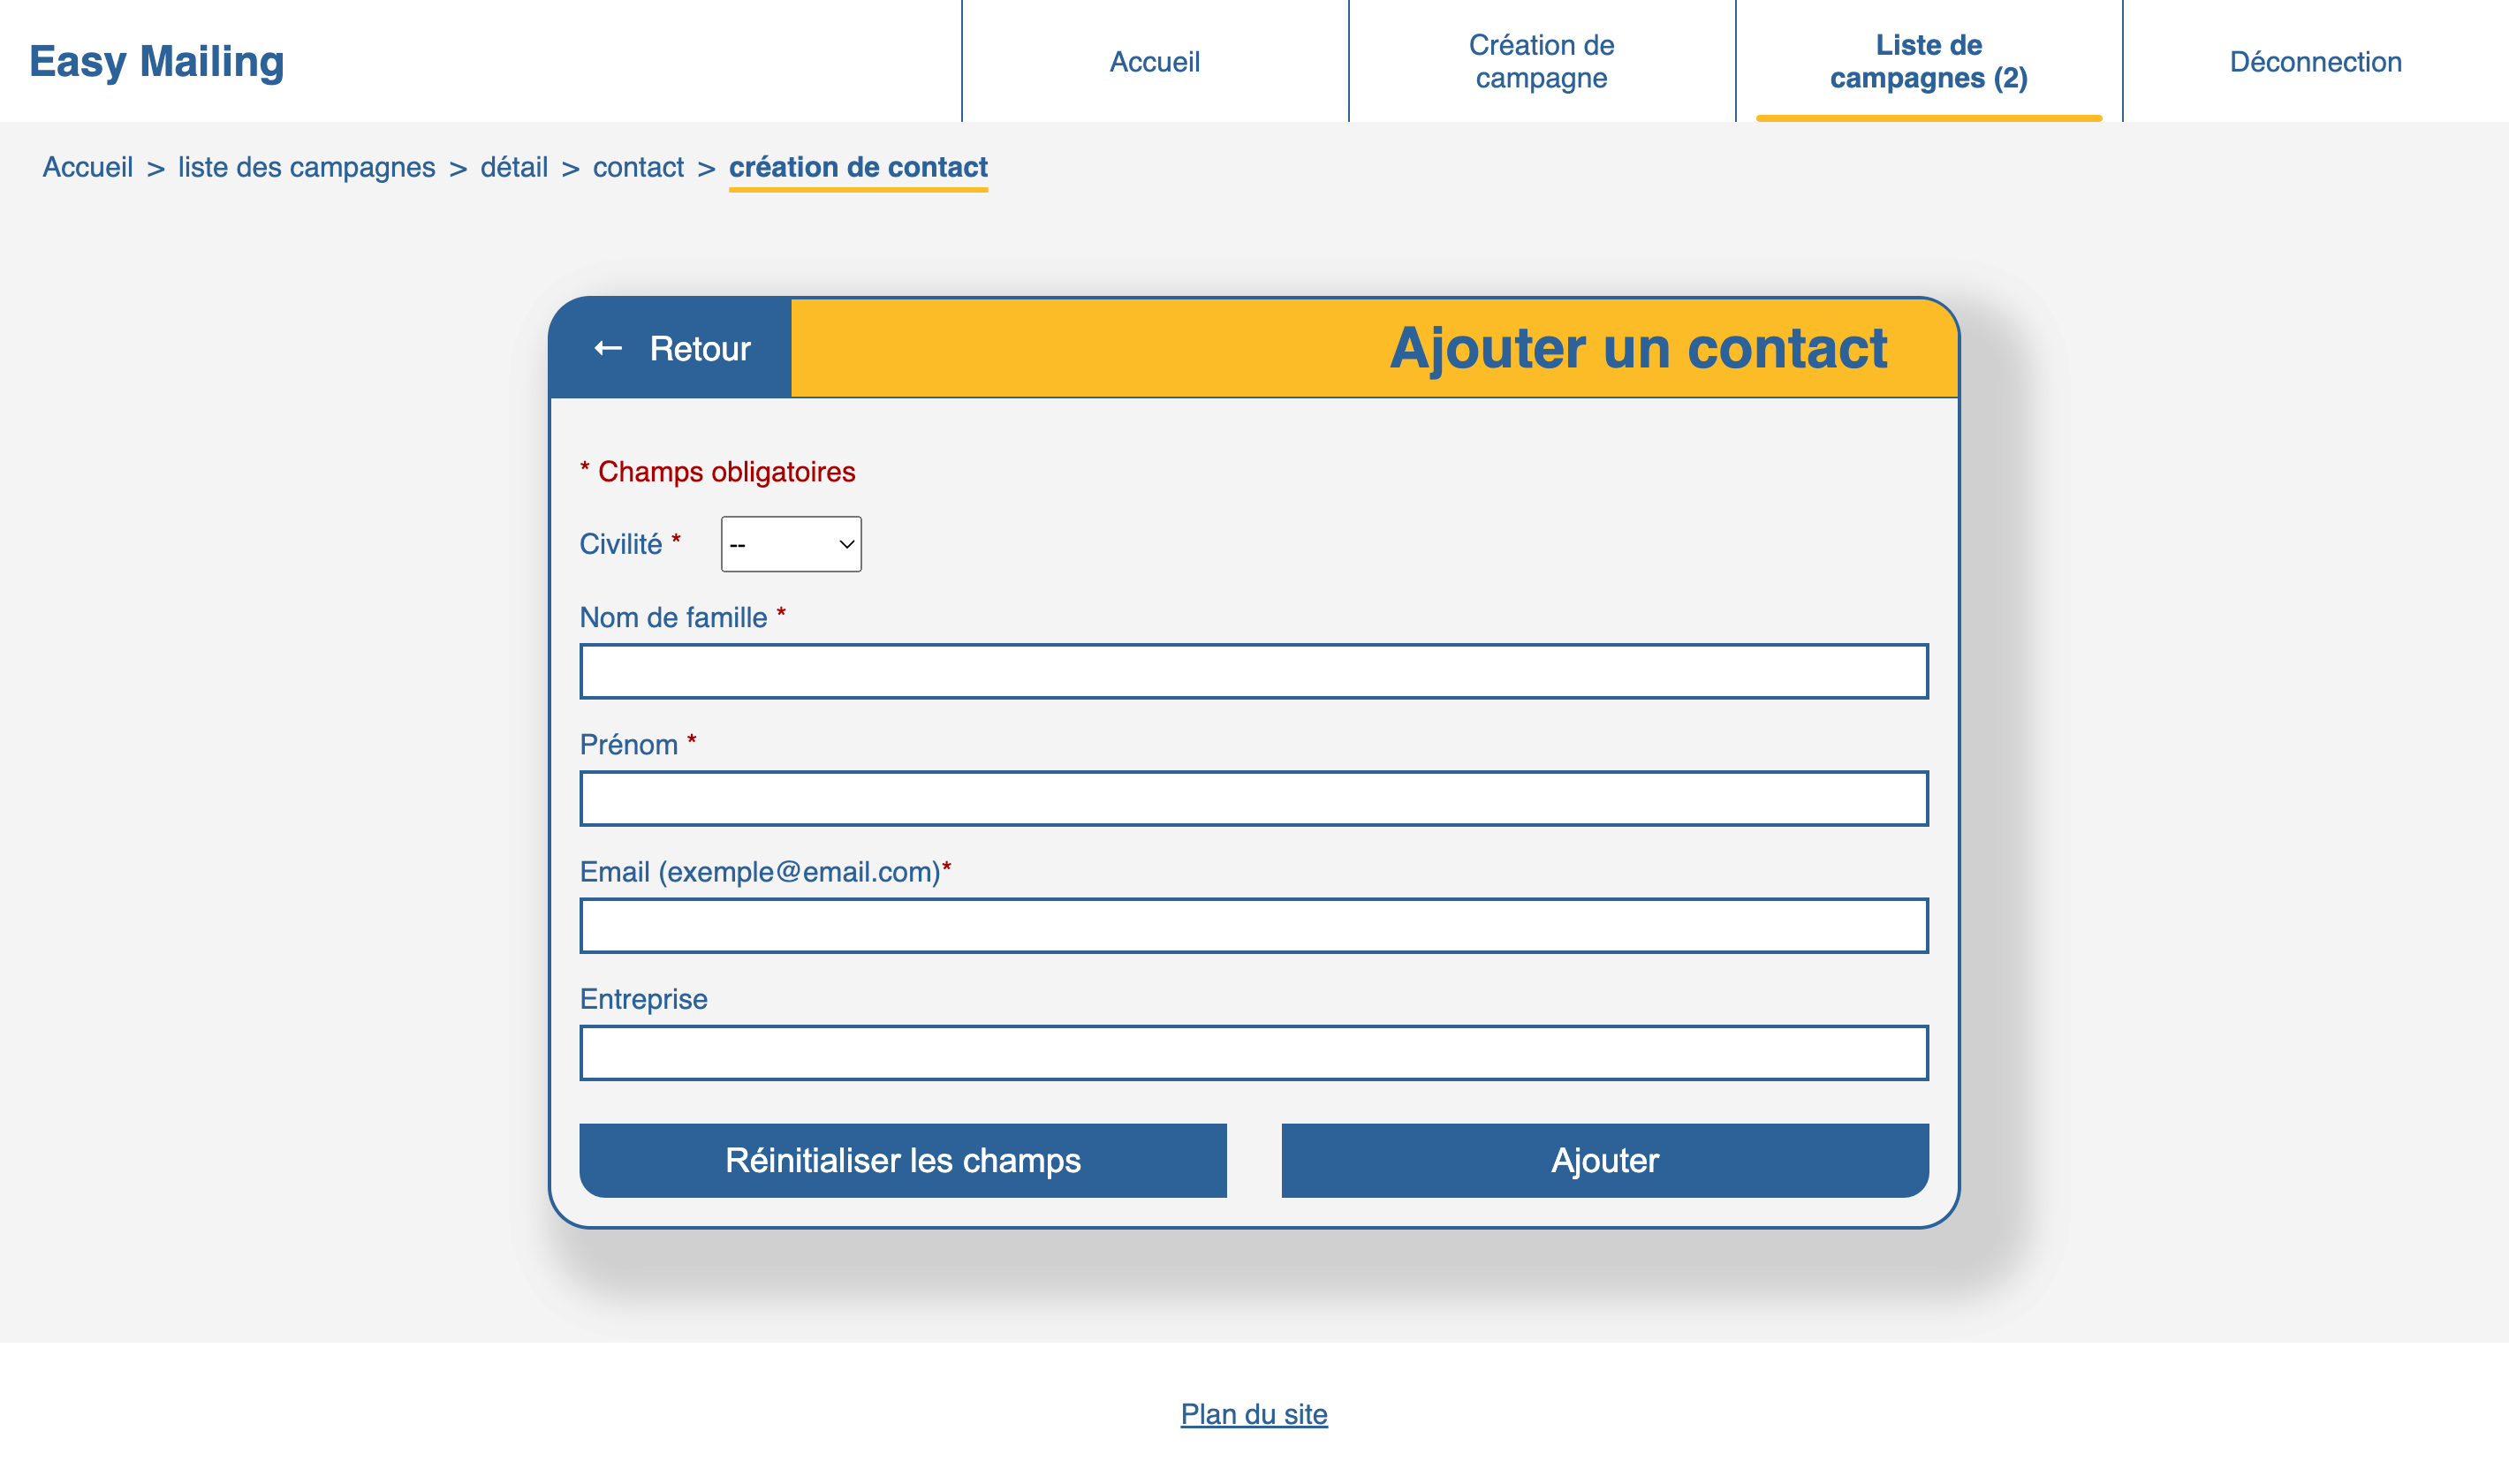 Easy Mailing
Accueil
Création de
campagne
Liste de
campagnes (2)
Déconnection
Accueil > liste des campagnes > détail > contact > création de contact
← Retour
Ajouter un contact
* Champs obligatoires
Civilité *
--
Nom de famille *
Prénom *
Email (exemple@email.com)*
Entreprise
Réinitialiser les champs
Ajouter
Plan du site